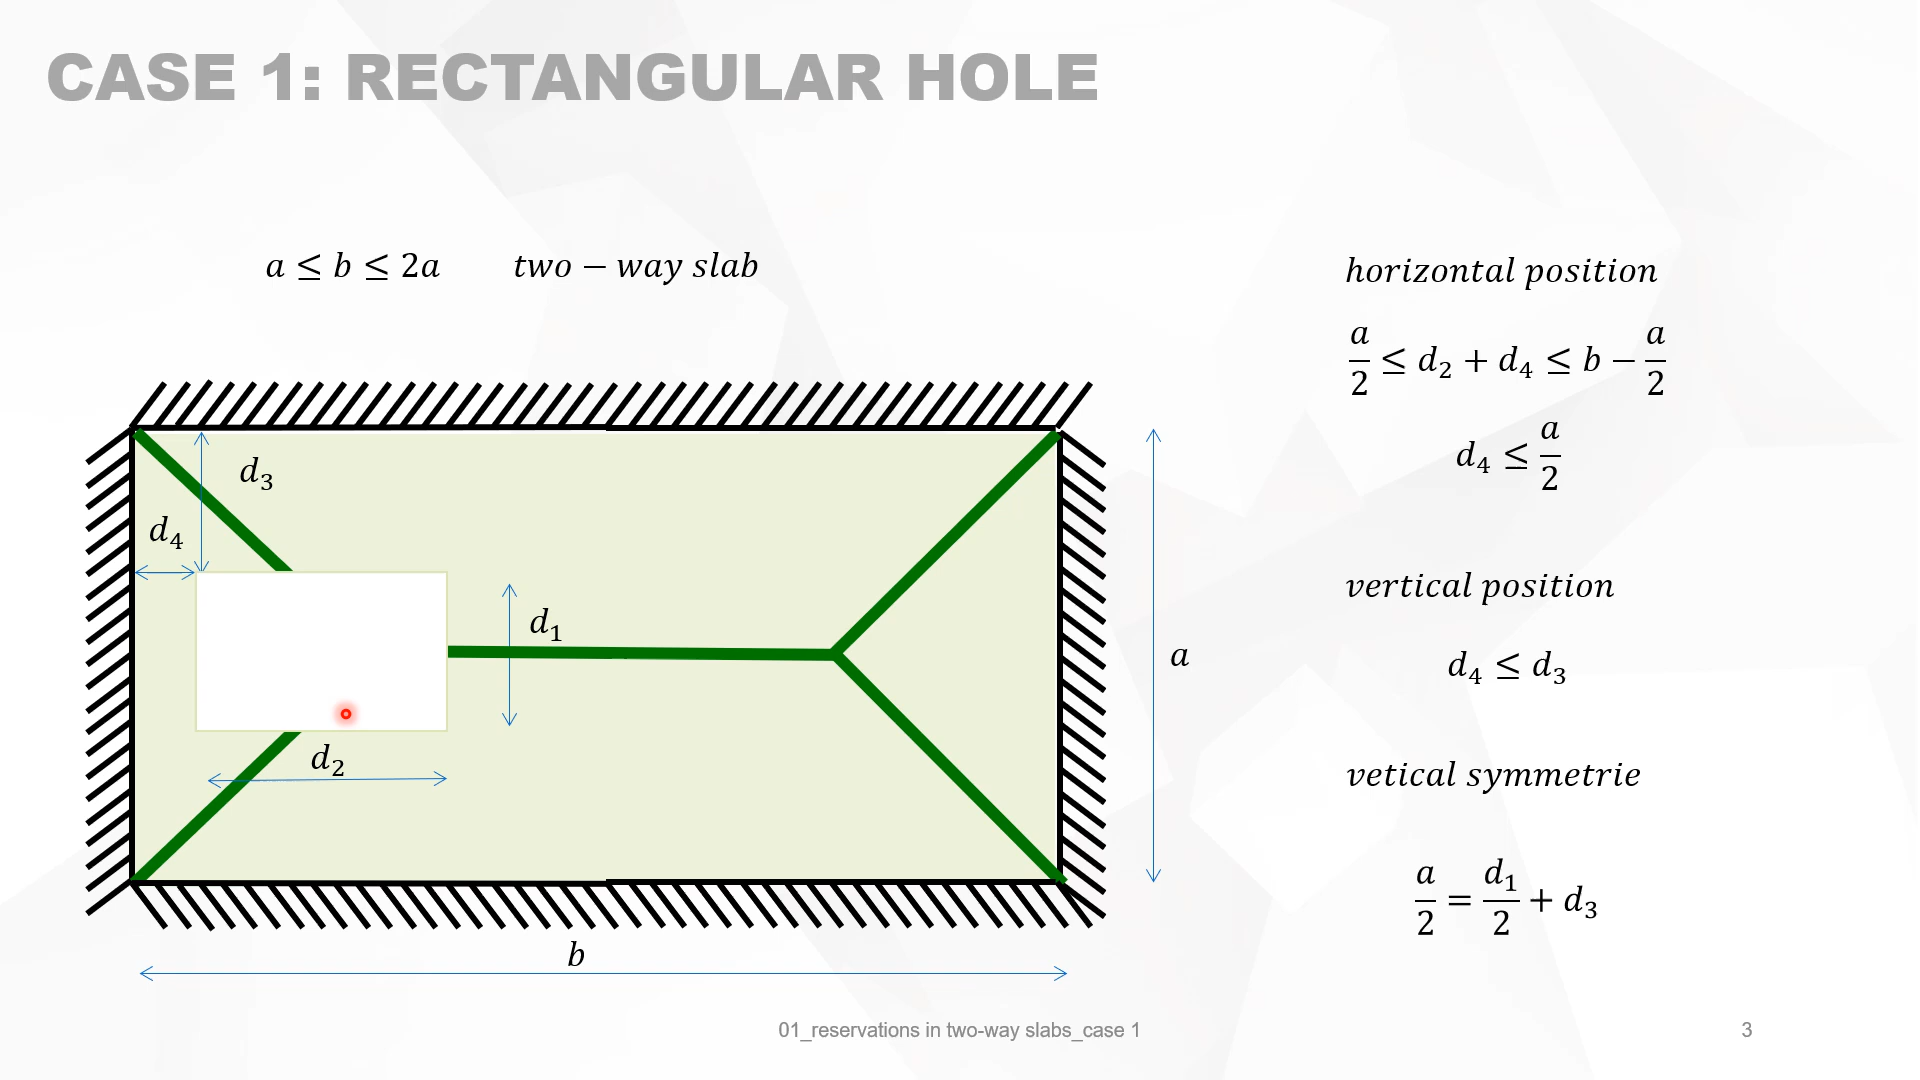 CASE 1: RECTANGULAR HOLE
a ≤ b ≤ 2a two − way slab
horizontal position
a/2 ≤ d₂ + d₄ ≤ b − a/2
d₄ ≤ a/2
d₃
d₄
vertical position
d₁
a
d₄ ≤ d₃
d₂
vetical symmetrie
a/2 = d₁/2 + d₃
b
01_reservations in two-way slabs_case 1
3